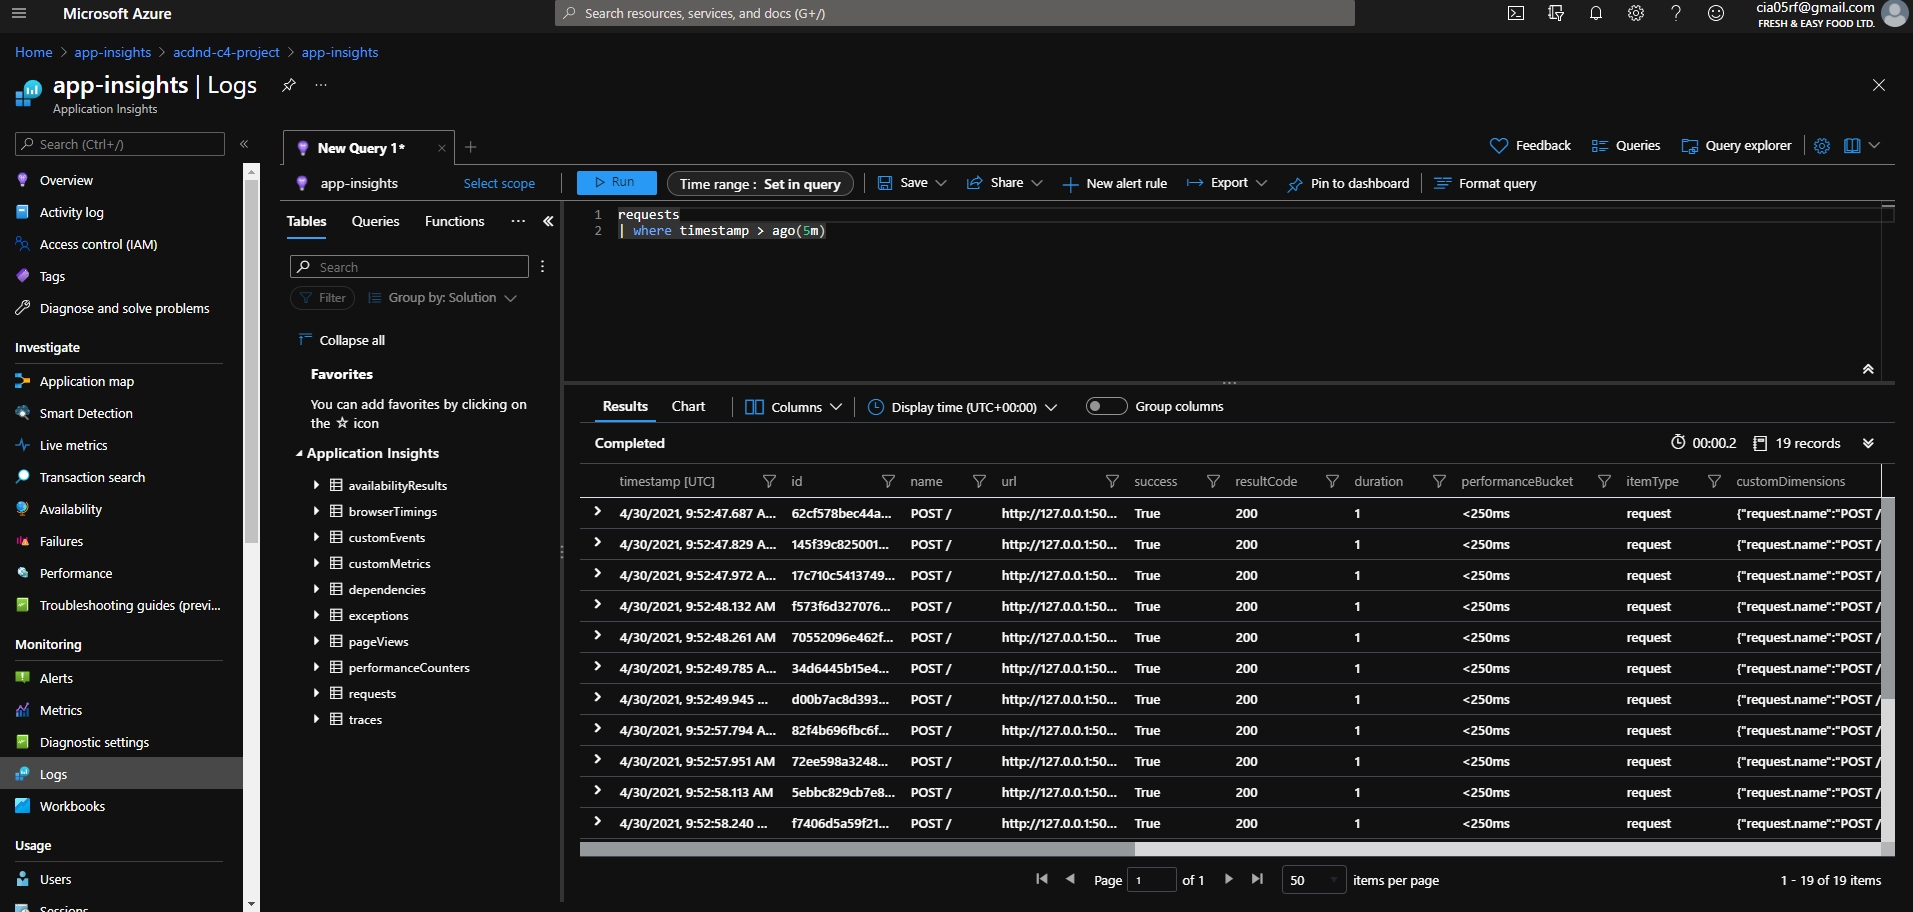 Microsoft Azure
Search resources, services, and docs (G+/)
cia05rf@gmail.com
FRESH & EASY FOOD LTD.
Home > app-insights > acdnd-c4-project > app-insights
app-insights | Logs
Application Insights
Search (Ctrl+/)
Overview
Activity log
Access control (IAM)
Tags
Diagnose and solve problems
Investigate
Application map
Smart Detection
Live metrics
Transaction search
Availability
Failures
Performance
Troubleshooting guides (previ...
Monitoring
Alerts
Metrics
Diagnostic settings
Logs
Workbooks
Usage
Users
Sessions
New Query 1*
Feedback Queries Query explorer
app-insights Select scope Run Time range : Set in query Save Share New alert rule Export Pin to dashboard Format query
Tables Queries Functions
Search
Filter Group by: Solution
Collapse all
Favorites
You can add favorites by clicking on
the ☆ icon
Application Insights
availabilityResults
browserTimings
customEvents
customMetrics
dependencies
exceptions
pageViews
performanceCounters
requests
traces
1 requests
2 | where timestamp > ago(5m)
Results Chart Columns Display time (UTC+00:00) Group columns
Completed 00:00.2 19 records
timestamp [UTC] id name url success resultCode duration performanceBucket itemType customDimensions
4/30/2021, 9:52:47.687 A... 62cf578bec44a... POST / http://127.0.0.1:50... True 200 1 <250ms request {"request.name":"POST /
4/30/2021, 9:52:47.829 A... 145f39c825001... POST / http://127.0.0.1:50... True 200 1 <250ms request {"request.name":"POST /
4/30/2021, 9:52:47.972 A... 17c710c5413749... POST / http://127.0.0.1:50... True 200 1 <250ms request {"request.name":"POST /
4/30/2021, 9:52:48.132 AM f573f6d327076... POST / http://127.0.0.1:50... True 200 1 <250ms request {"request.name":"POST /
4/30/2021, 9:52:48.261 AM 70552096e462f... POST / http://127.0.0.1:50... True 200 1 <250ms request {"request.name":"POST /
4/30/2021, 9:52:49.785 A... 34d6445b15e4... POST / http://127.0.0.1:50... True 200 1 <250ms request {"request.name":"POST /
4/30/2021, 9:52:49.945 ... d00b7ac8d393... POST / http://127.0.0.1:50... True 200 1 <250ms request {"request.name":"POST /
4/30/2021, 9:52:57.794 A... 82f4b696fbc6f... POST / http://127.0.0.1:50... True 200 1 <250ms request {"request.name":"POST /
4/30/2021, 9:52:57.951 AM 72ee598a3248... POST / http://127.0.0.1:50... True 200 1 <250ms request {"request.name":"POST /
4/30/2021, 9:52:58.113 AM 5ebbc829cb7e8... POST / http://127.0.0.1:50... True 200 1 <250ms request {"request.name":"POST /
4/30/2021, 9:52:58.240 ... f7406d5a59f21... POST / http://127.0.0.1:50... True 200 1 <250ms request {"request.name":"POST /
Page 1 of 1 50 items per page 1 - 19 of 19 items